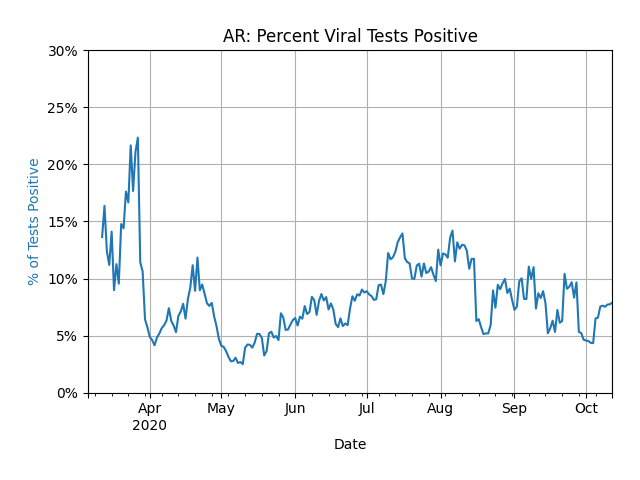 AR: Percent Viral Tests Positive
30%
25%
20%
15%
10%
5%
0%
% of Tests Positive
Apr May Jun Jul Aug Sep Oct
2020
Date